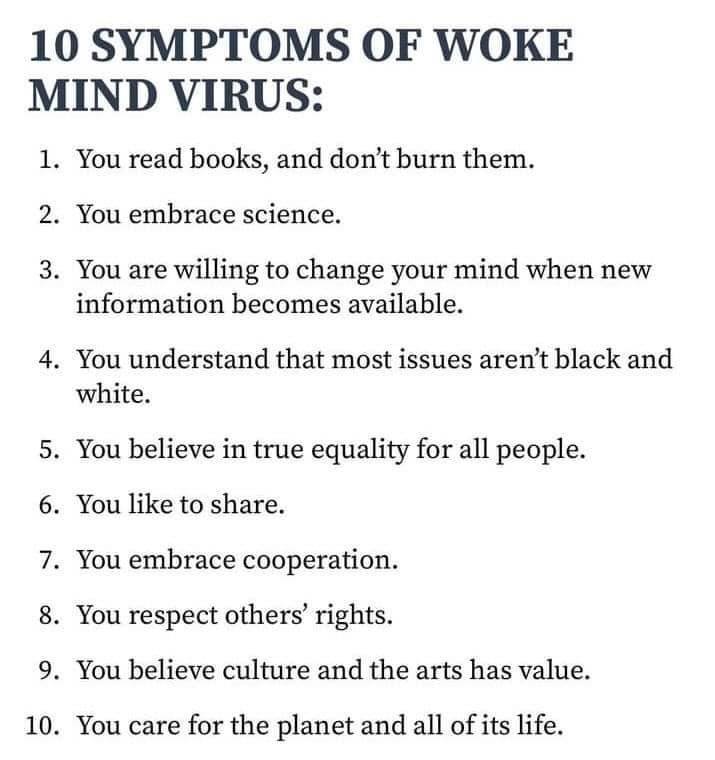 10 SYMPTOMS OF WOKE
MIND VIRUS:
1. You read books, and don’t burn them.
2. You embrace science.
3. You are willing to change your mind when new
information becomes available.
4. You understand that most issues aren’t black and
white.
5. You believe in true equality for all people.
6. You like to share.
7. You embrace cooperation.
8. You respect others’ rights.
9. You believe culture and the arts has value.
10. You care for the planet and all of its life.